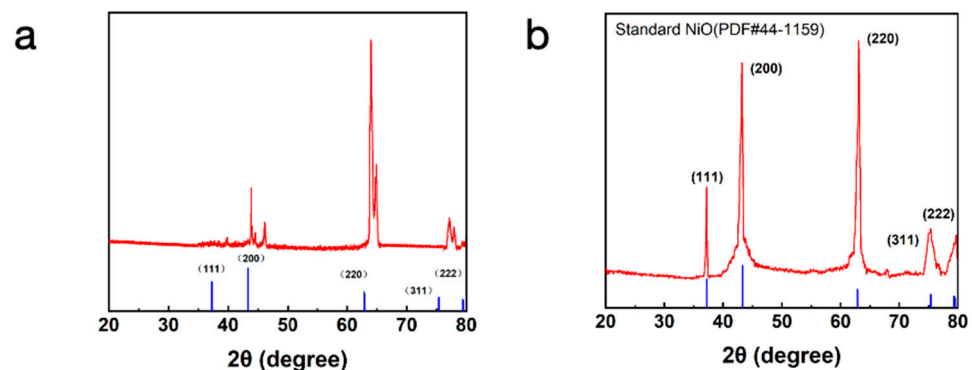 a
(111)
(200)
(220)
(311)
(222)
20 30 40 50 60 70 80
2θ (degree)
b
Standard NiO(PDF#44-1159)
(111)
(200)
(220)
(311)
(222)
20 30 40 50 60 70 80
2θ (degree)